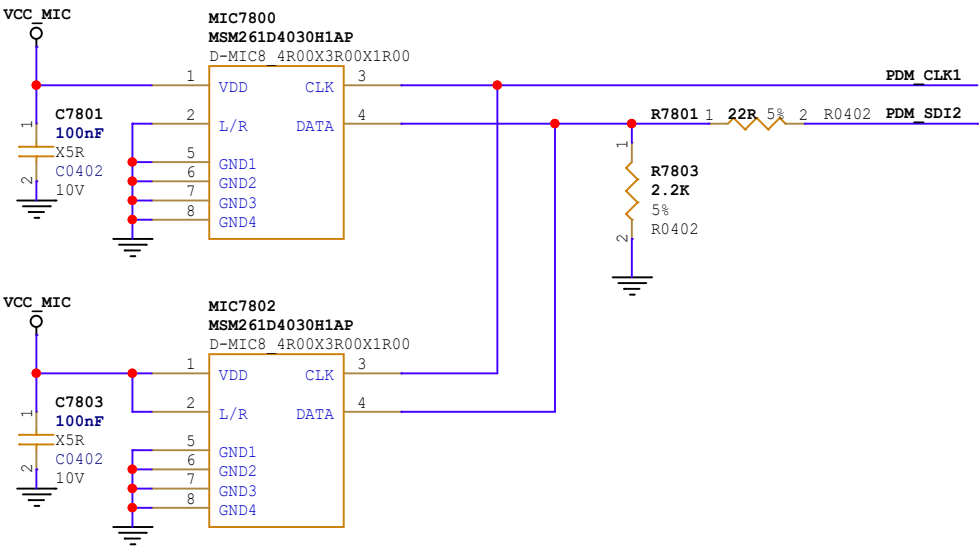 VCC_MIC
MIC7800
MSM261D4030H1AP
D-MIC8_4R00X3R00X1R00
1 VDD CLK 3 PDM_CLK1
C7801
100nF
X5R
C0402
10V
1
2
2 L/R DATA 4 R7801 1 22R 5% 2 R0402 PDM_SDI2
5 GND1
6 GND2
7 GND3
8 GND4
1
R7803
2.2K
5%
R0402
2
VCC_MIC
MIC7802
MSM261D4030H1AP
D-MIC8_4R00X3R00X1R00
1 VDD CLK 3
C7803
100nF
X5R
C0402
10V
1
2
2 L/R DATA 4
5 GND1
6 GND2
7 GND3
8 GND4